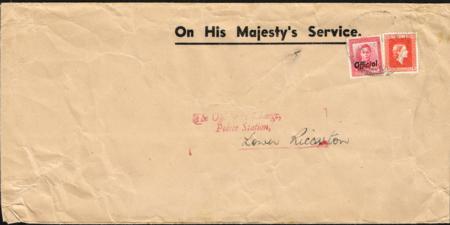 On His Majesty's Service.
Official
Police Station,
Lower Riccarton